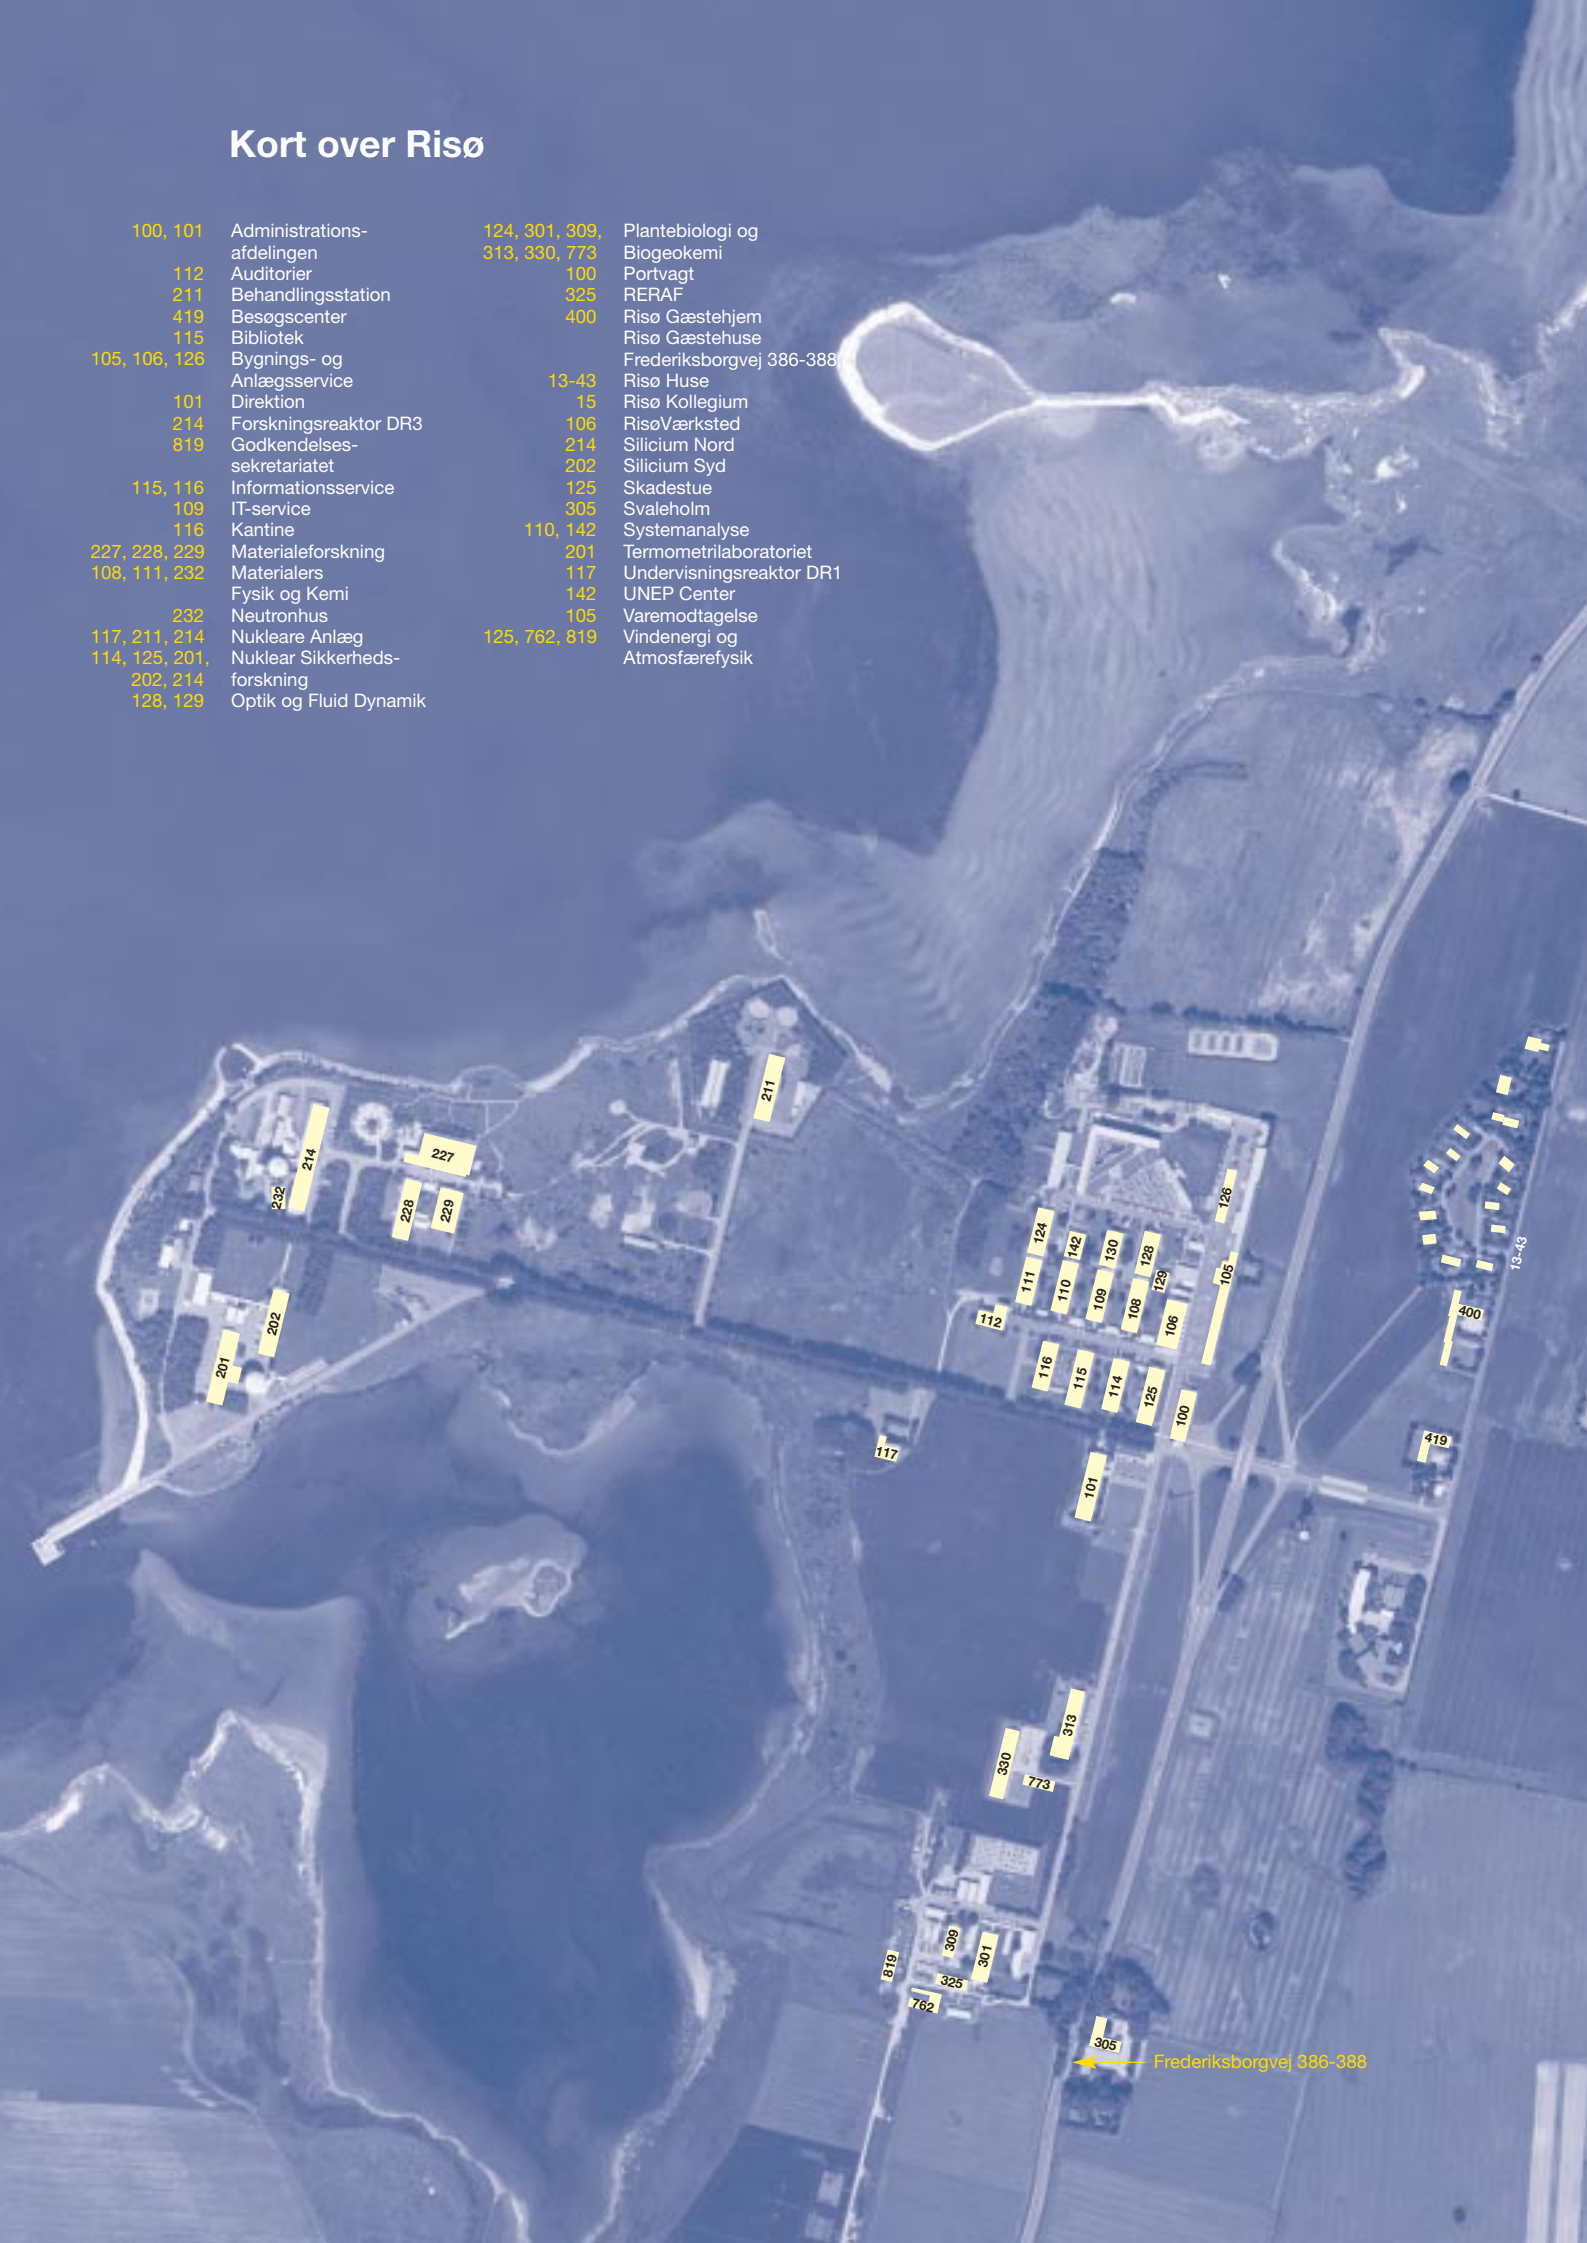 Kort over Risø
100, 101 Administrations-
afdelingen
112 Auditorier
211 Behandlingsstation
419 Besøgscenter
115 Bibliotek
105, 106, 126 Bygnings- og
Anlægsservice
101 Direktion
214 Forskningsreaktor DR3
819 Godkendelses-
sekretariatet
115, 116 Informationsservice
109 IT-service
116 Kantine
227, 228, 229 Materialeforskning
108, 111, 232 Materialers
Fysik og Kemi
232 Neutronhus
117, 211, 214 Nukleare Anlæg
114, 125, 201, Nuklear Sikkerheds-
202, 214 forskning
128, 129 Optik og Fluid Dynamik
124, 301, 309, Plantebiologi og
313, 330, 773 Biogeokemi
100 Portvagt
325 RERAF
400 Risø Gæstehjem
Risø Gæstehuse
Frederiksborgvej 386-388
13-43 Risø Huse
15 Risø Kollegium
106 RisøVærksted
214 Silicium Nord
202 Silicium Syd
125 Skadestue
305 Svaleholm
110, 142 Systemanalyse
201 Termometrilaboratoriet
117 Undervisningsreaktor DR1
142 UNEP Center
105 Varemodtagelse
125, 762, 819 Vindenergi og
Atmosfærefysik
211
214
227
232
228
229
202
201
126
124
142
130
128
129
105
111
110
109
108
106
112
116
115
114
125
100
117
101
13-43
400
419
313
330
773
309
301
819
325
762
305
Frederiksborgvej 386-388